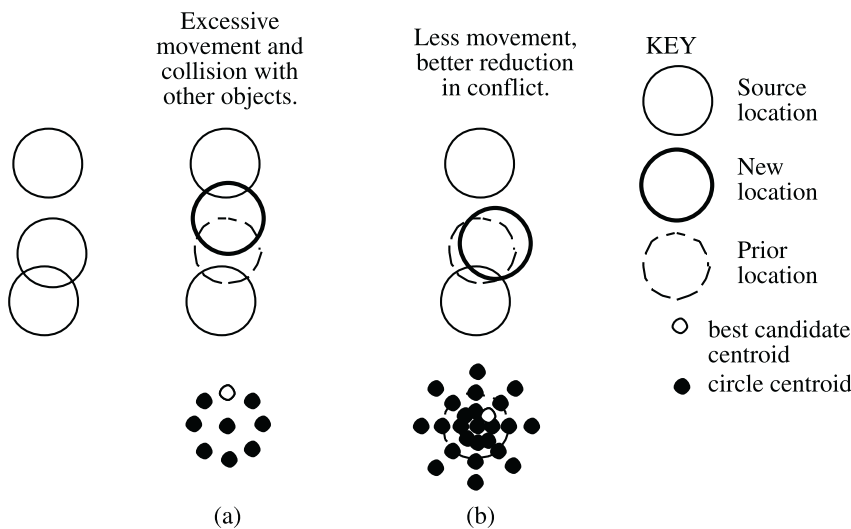 Excessive
movement and
collision with
other objects.
Less movement,
better reduction
in conflict.
KEY
Source
location
New
location
Prior
location
best candidate
centroid
circle centroid
(a)
(b)